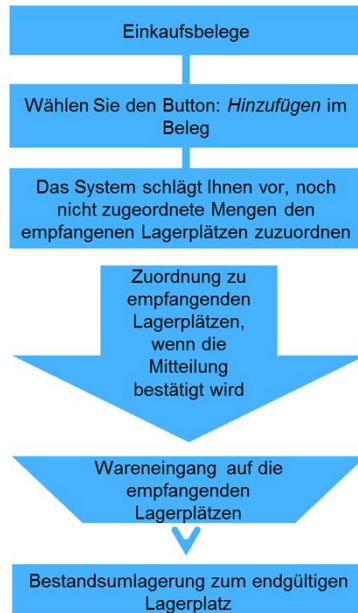 Einkaufsbelege
Wählen Sie den Button: Hinzufügen im
Beleg
Das System schlägt Ihnen vor, noch
nicht zugeordnete Mengen den
empfangenen Lagerplätzen zuzuordnen
Zuordnung zu
empfangenden
Lagerplätzen,
wenn die
Mitteilung
bestätigt wird
Wareneingang auf die
empfangenden
Lagerplätzen
Bestandsumlagerung zum endgültigen
Lagerplatz